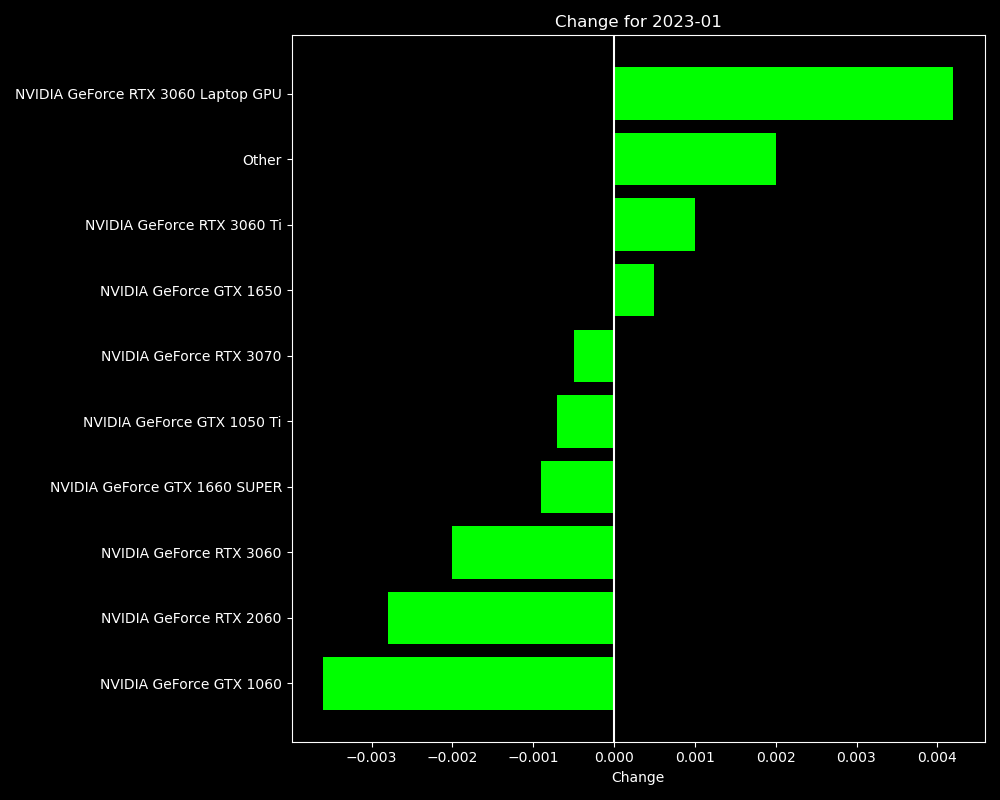 Change for 2023-01
NVIDIA GeForce RTX 3060 Laptop GPU
Other
NVIDIA GeForce RTX 3060 Ti
NVIDIA GeForce GTX 1650
NVIDIA GeForce RTX 3070
NVIDIA GeForce GTX 1050 Ti
NVIDIA GeForce GTX 1660 SUPER
NVIDIA GeForce RTX 3060
NVIDIA GeForce RTX 2060
NVIDIA GeForce GTX 1060
−0.003 −0.002 −0.001 0.000 0.001 0.002 0.003 0.004
Change